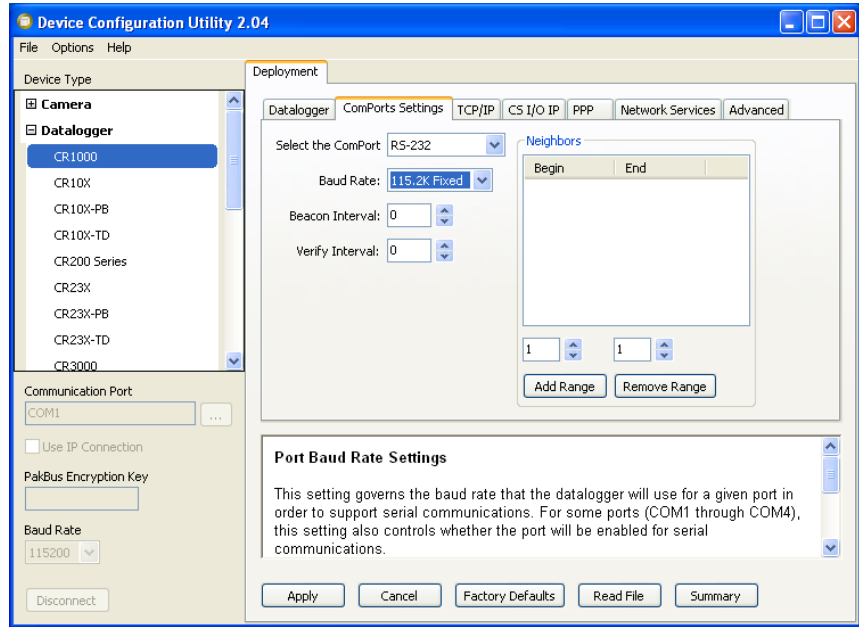 Device Configuration Utility 2.04
File Options Help
Device Type
Camera
Datalogger
CR1000
CR10X
CR10X-PB
CR10X-TD
CR200 Series
CR23X
CR23X-PB
CR23X-TD
CR3000
Communication Port
COM1
...
Use IP Connection
PakBus Encryption Key
Baud Rate
115200
Disconnect
Deployment
Datalogger ComPorts Settings TCP/IP CS I/O IP PPP Network Services Advanced
Select the ComPort RS-232
Baud Rate: 115.2K Fixed
Beacon Interval: 0
Verify Interval: 0
Neighbors
Begin End
1 1
Add Range Remove Range
Port Baud Rate Settings
This setting governs the baud rate that the datalogger will use for a given port in
order to support serial communications. For some ports (COM1 through COM4),
this setting also controls whether the port will be enabled for serial
communications.
Apply Cancel Factory Defaults Read File Summary